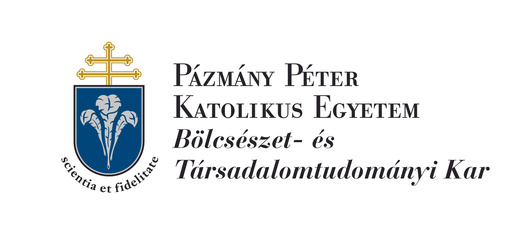 PÁZMÁNY PÉTER
KATOLIKUS EGYETEM
Bölcsészet- és
Társadalomtudományi Kar
scientia et fidelitate